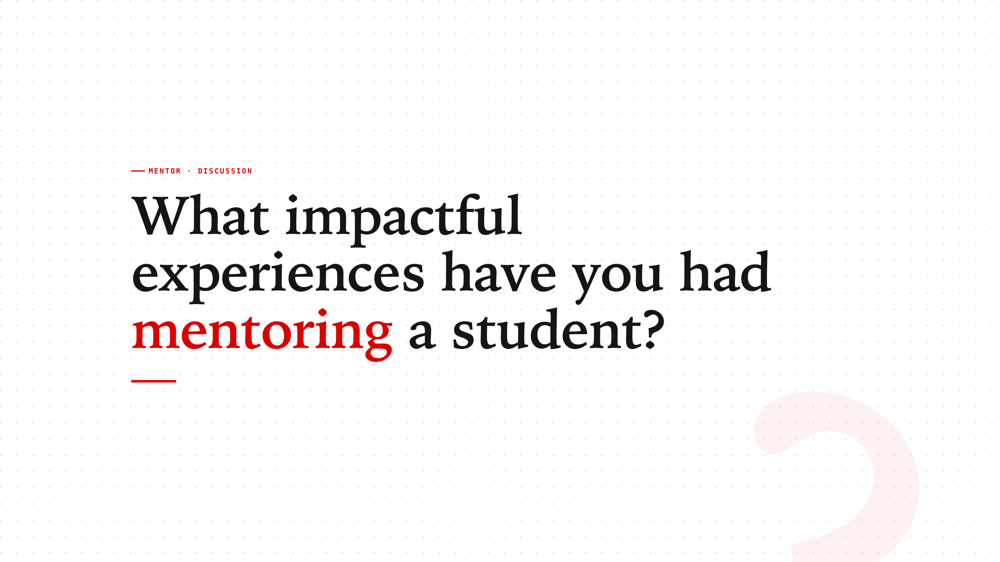 MENTOR · DISCUSSION
What impactful
experiences have you had
mentoring a student?
?